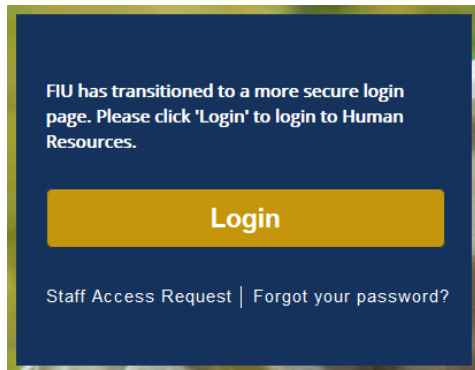 FIU has transitioned to a more secure login
page. Please click 'Login' to login to Human
Resources.
Login
Staff Access Request | Forgot your password?